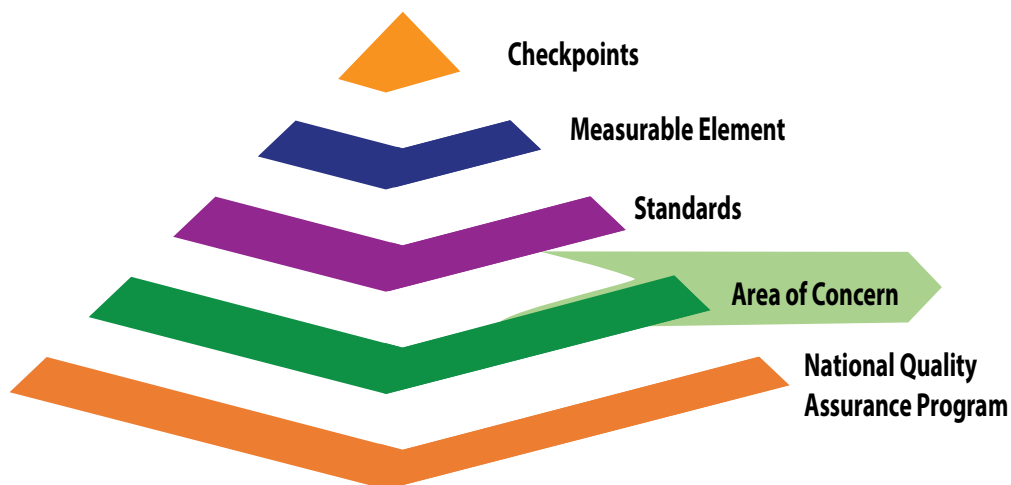 Checkpoints
Measurable Element
Standards
Area of Concern
National Quality
Assurance Program